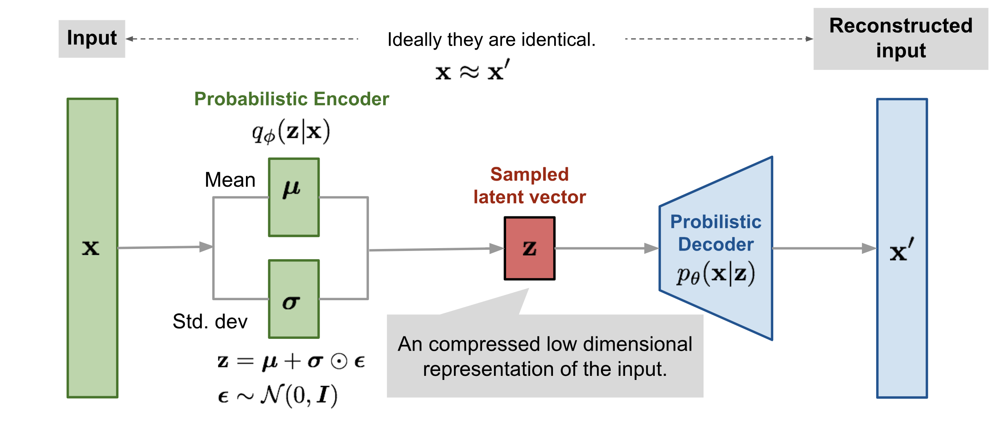 Input
Ideally they are identical.
x ≈ x′
Reconstructed
input
Probabilistic Encoder
qϕ(z|x)
Mean
μ
x
σ
Std. dev
z = μ + σ ⊙ ϵ
ϵ ∼ 𝒩(0, I)
Sampled
latent vector
z
An compressed low dimensional
representation of the input.
Probilistic
Decoder
pθ(x|z)
x′